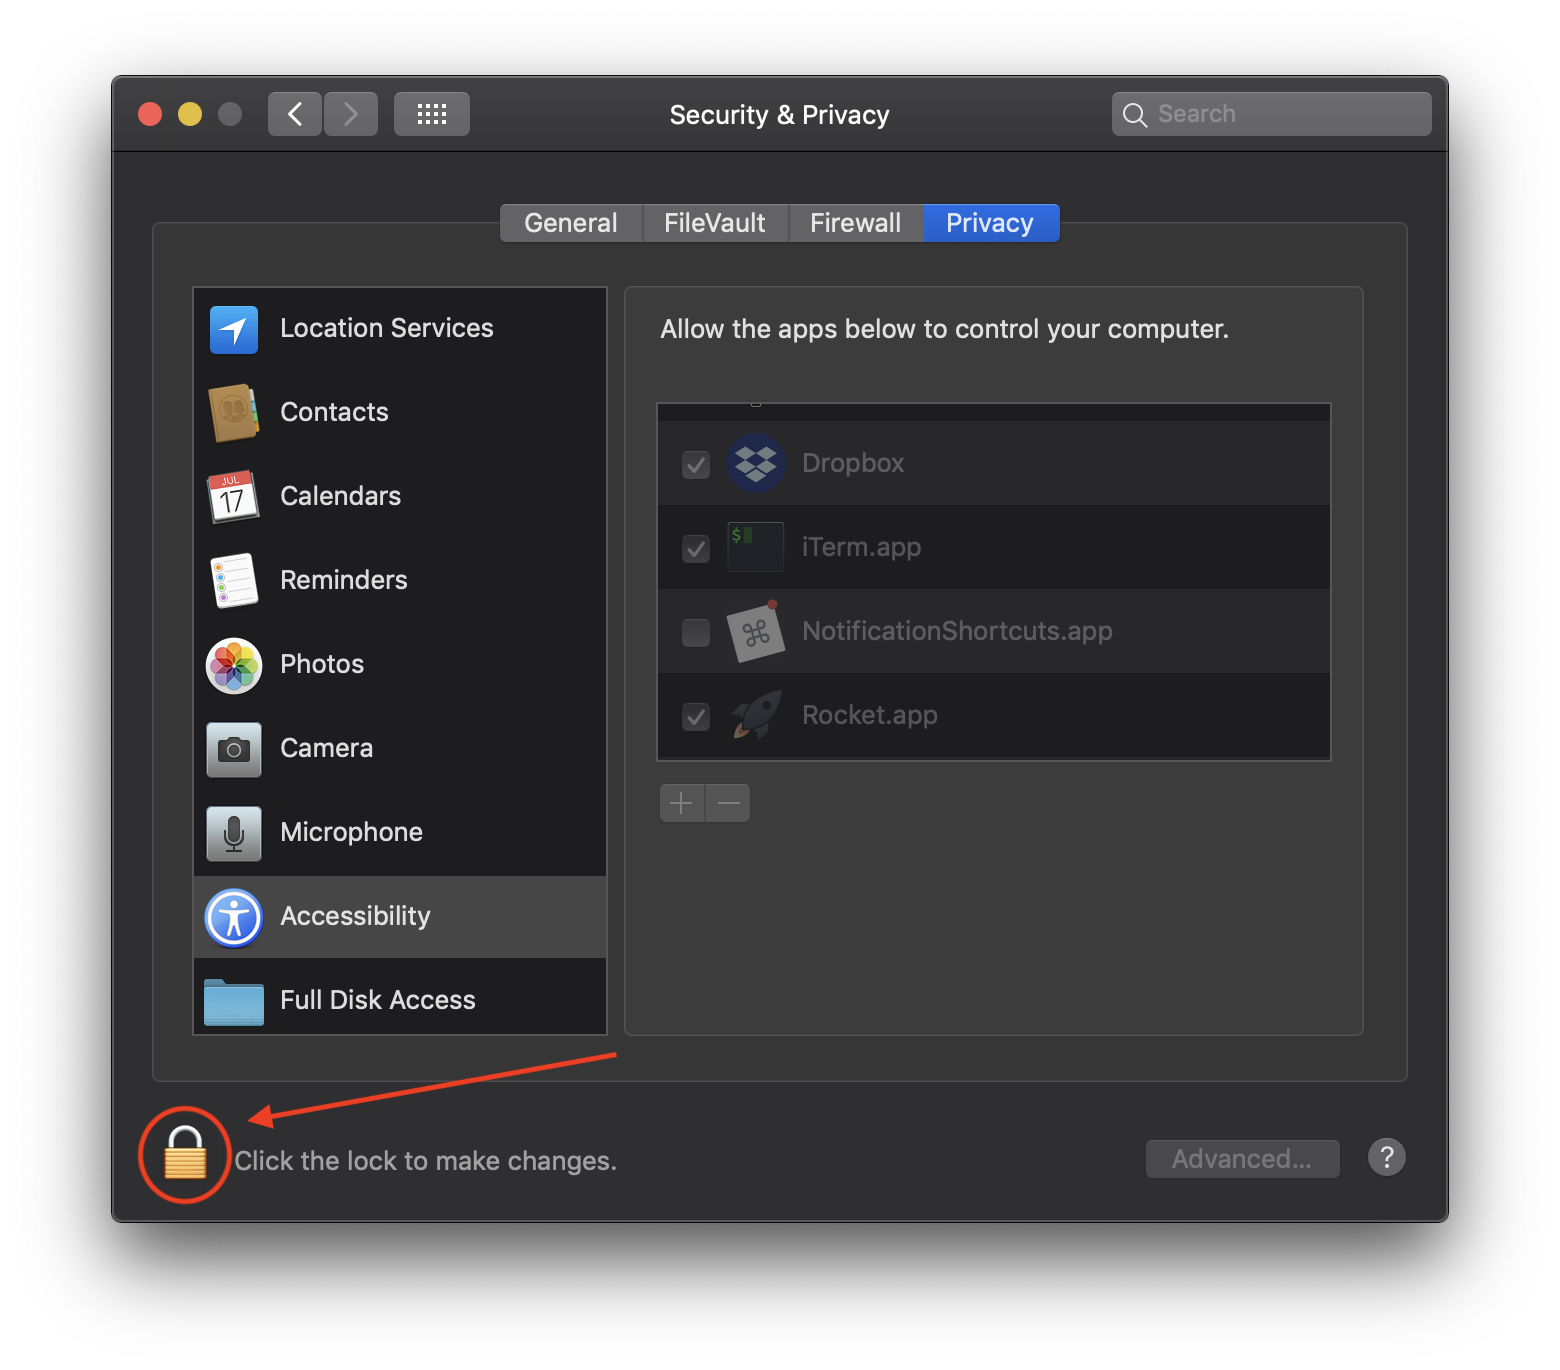 Security & Privacy
Search
General
FileVault
Firewall
Privacy
Location Services
Contacts
JUL
17
Calendars
Reminders
Photos
Camera
Microphone
Accessibility
Full Disk Access
Allow the apps below to control your computer.
Dropbox
$
iTerm.app
⌘
NotificationShortcuts.app
Rocket.app
Click the lock to make changes.
Advanced...
?